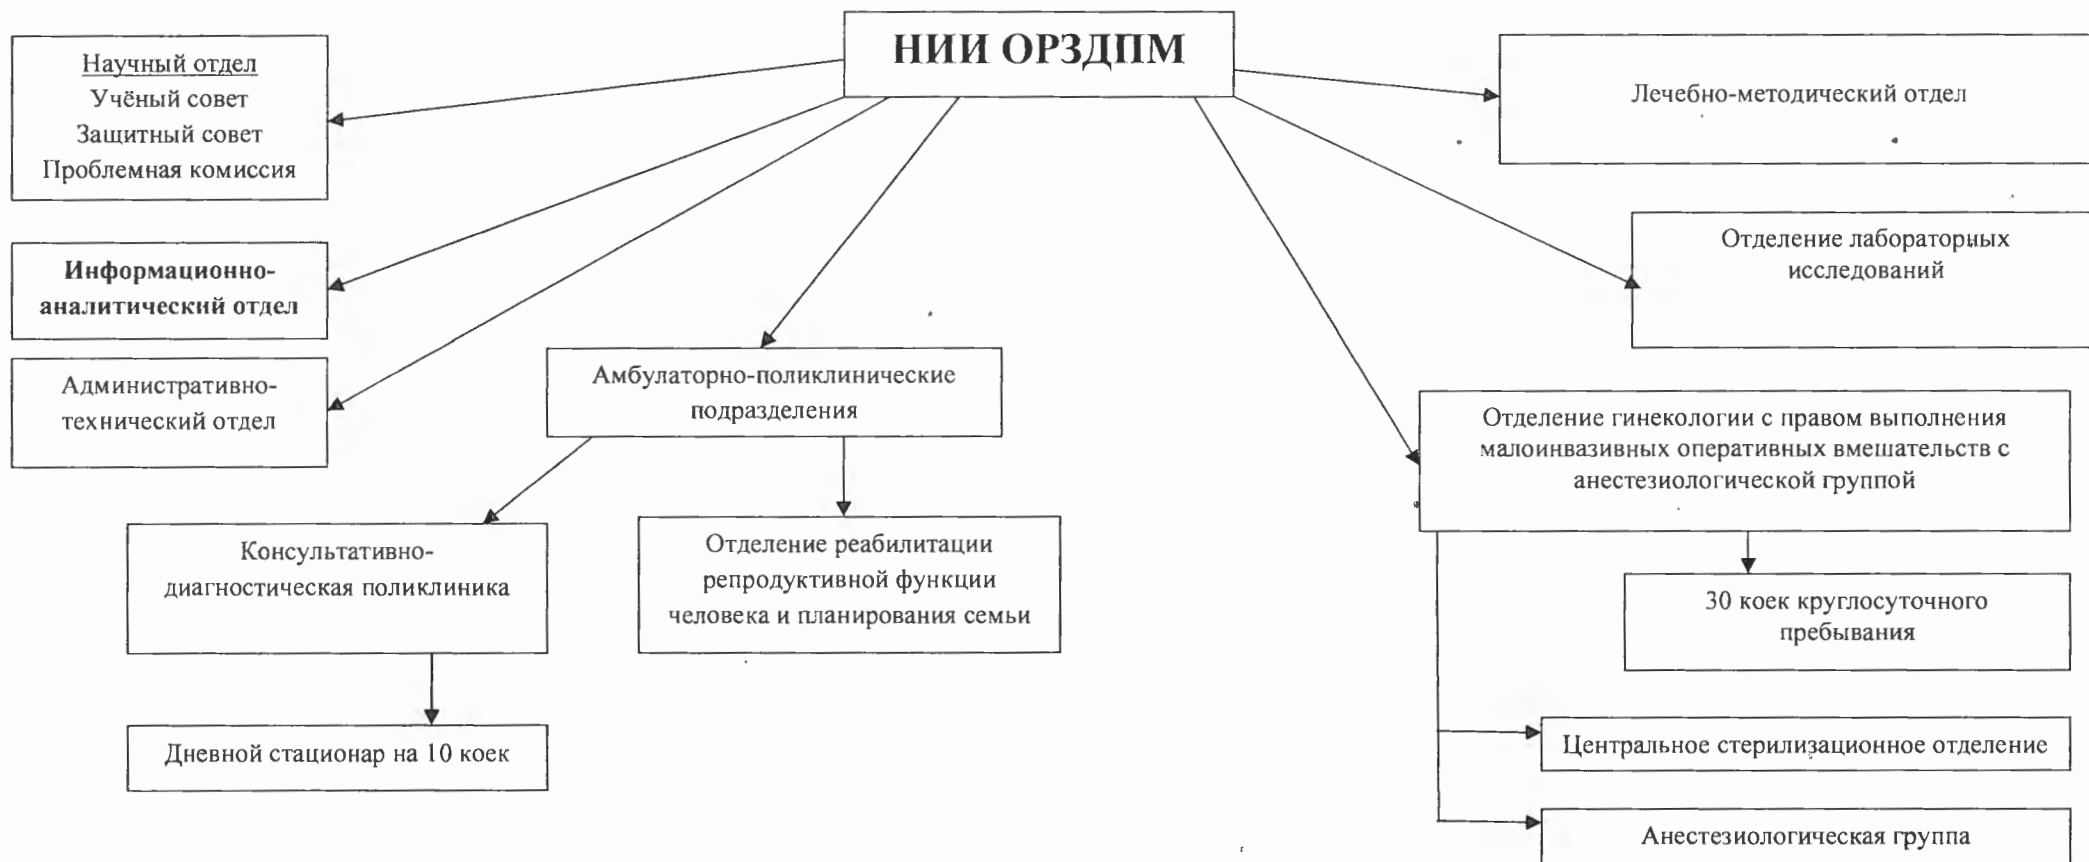 НИИ ОРЗДПМ
Научный отдел
Учёный совет
Защитный совет
Проблемная комиссия
Лечебно-методический отдел
Отделение лабораторных
исследований
Информационно-
аналитический отдел
Административно-
технический отдел
Амбулаторно-поликлинические
подразделения
Отделение гинекологии с правом выполнения
малоинвазивных оперативных вмешательств с
анестезиологической группой
Консультативно-
диагностическая поликлиника
Отделение реабилитации
репродуктивной функции
человека и планирования семьи
30 коек круглосуточного
пребывания
Дневной стационар на 10 коек
Центральное стерилизационное отделение
Анестезиологическая группа